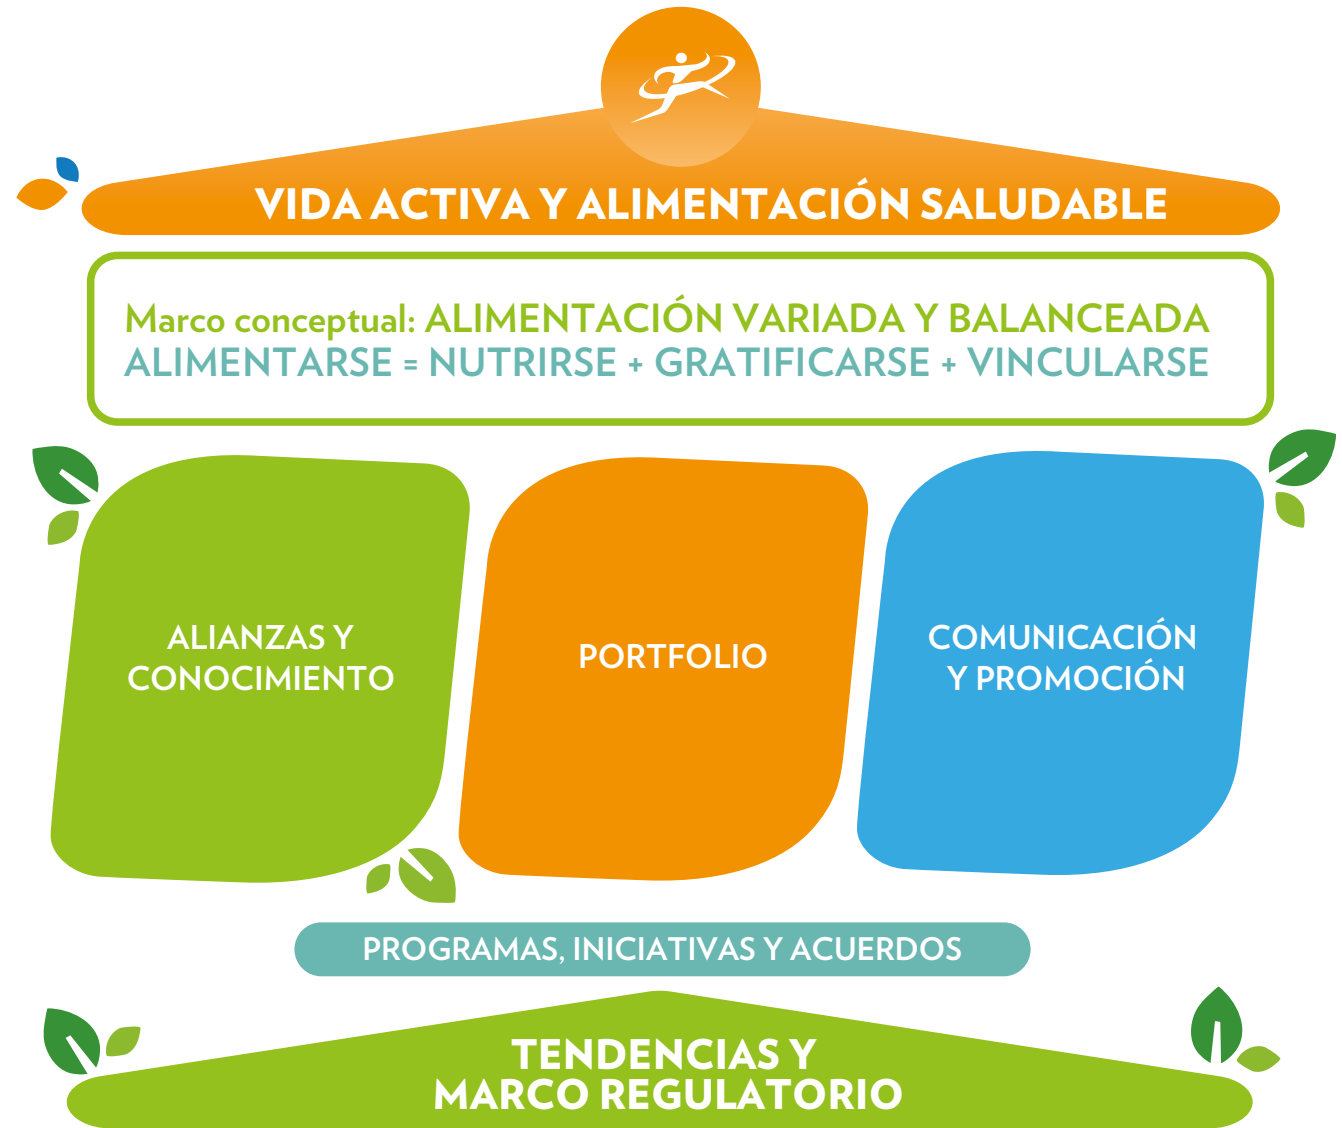 VIDA ACTIVA Y ALIMENTACIÓN SALUDABLE
Marco conceptual: ALIMENTACIÓN VARIADA Y BALANCEADA
ALIMENTARSE = NUTRIRSE + GRATIFICARSE + VINCULARSE
ALIANZAS Y
CONOCIMIENTO
PORTFOLIO
COMUNICACIÓN
Y PROMOCIÓN
PROGRAMAS, INICIATIVAS Y ACUERDOS
TENDENCIAS Y
MARCO REGULATORIO